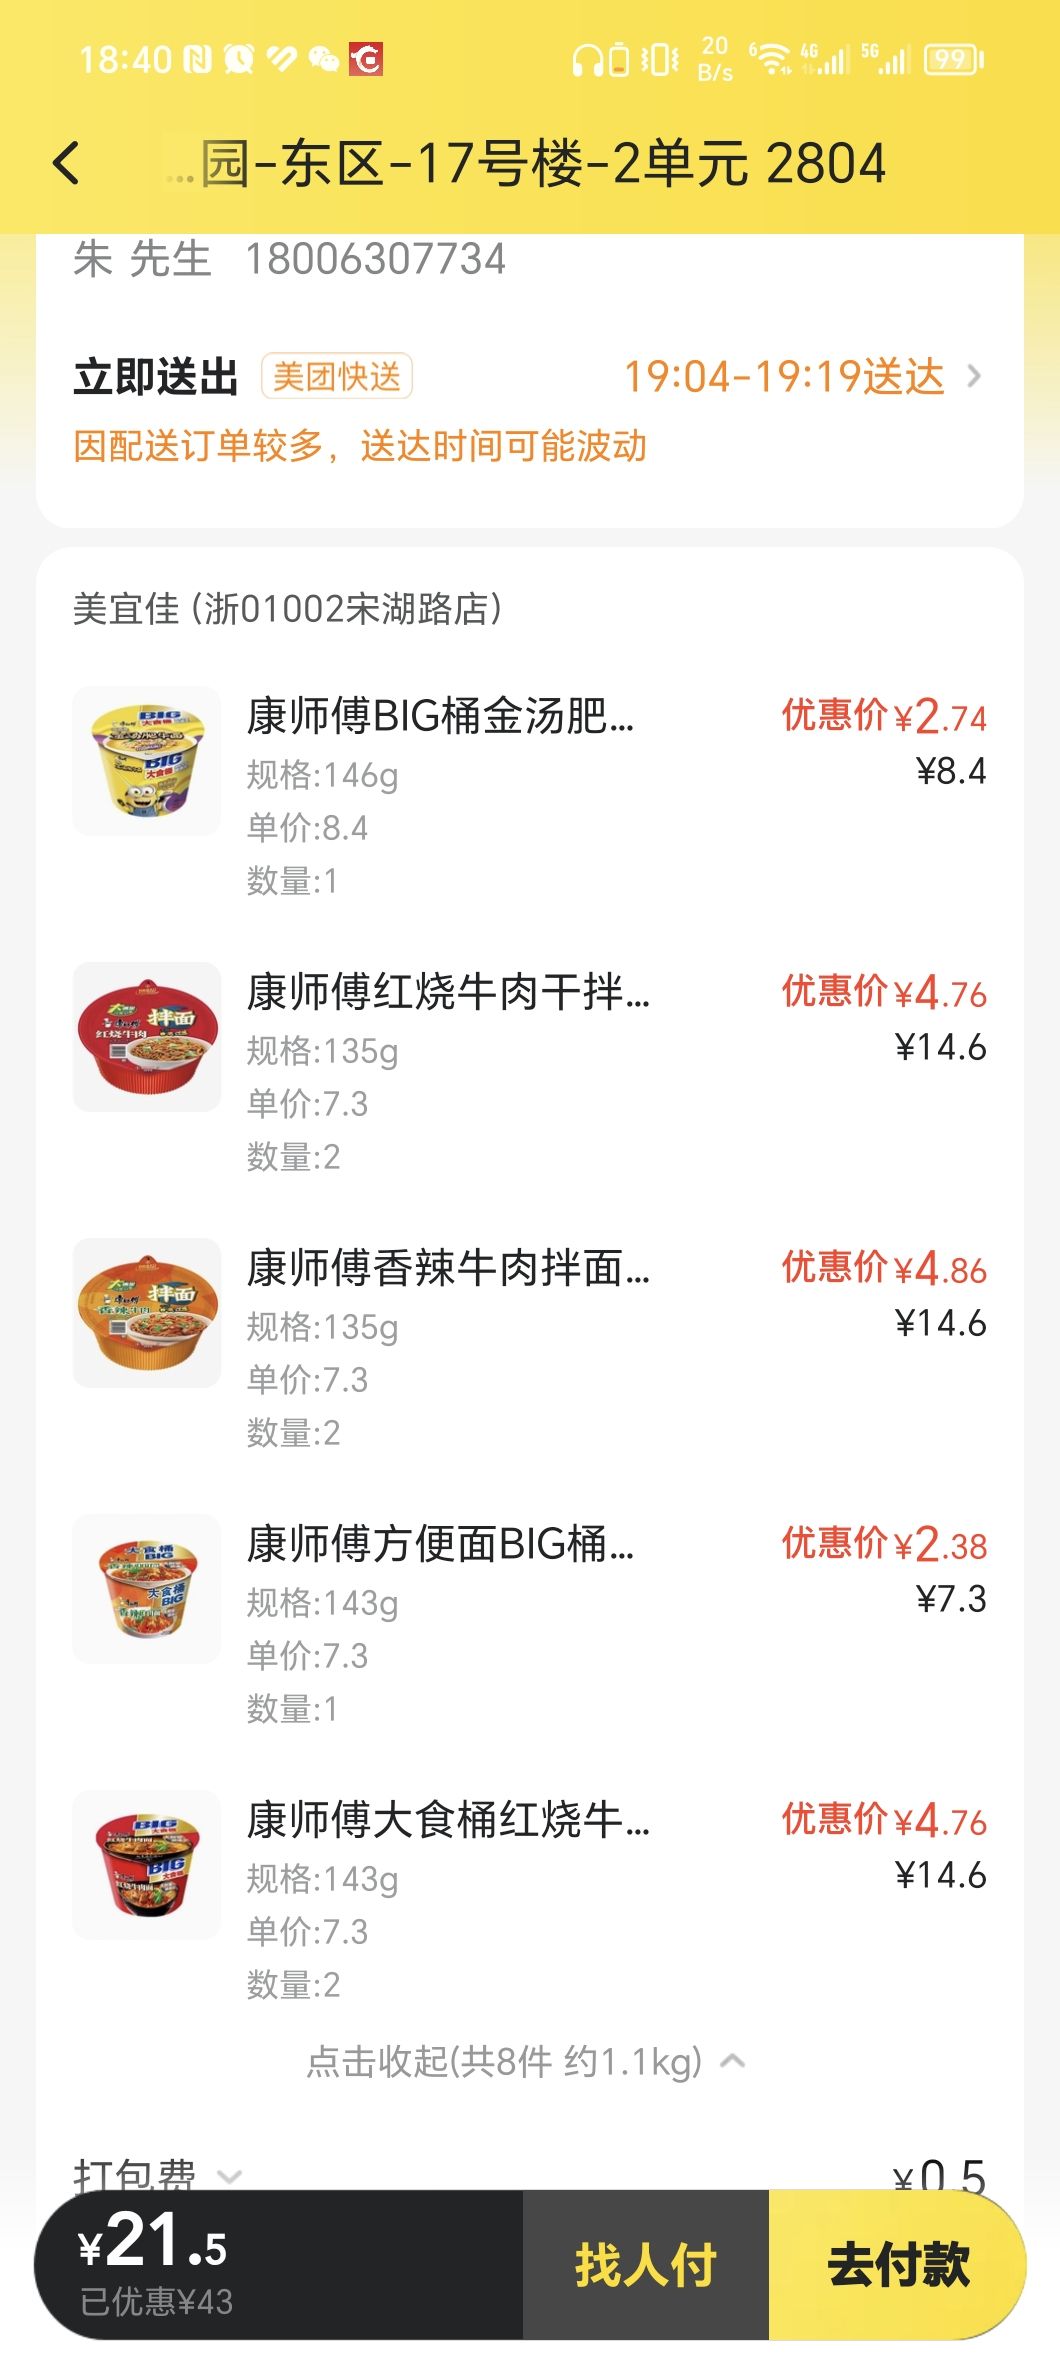 18:40
20 B/s 6 4G 5G 99
...园-东区-17号楼-2单元 2804
朱 先生 18006307734
立即送出 美团快送 19:04-19:19送达
因配送订单较多，送达时间可能波动
美宜佳 (浙01002宋湖路店)
康师傅BIG桶金汤肥... 优惠价¥2.74
规格:146g ¥8.4
单价:8.4
数量:1
康师傅红烧牛肉干拌... 优惠价¥4.76
规格:135g ¥14.6
单价:7.3
数量:2
康师傅香辣牛肉拌面... 优惠价¥4.86
规格:135g ¥14.6
单价:7.3
数量:2
康师傅方便面BIG桶... 优惠价¥2.38
规格:143g ¥7.3
单价:7.3
数量:1
康师傅大食桶红烧牛... 优惠价¥4.76
规格:143g ¥14.6
单价:7.3
数量:2
点击收起(共8件 约1.1kg)
打包费 ¥0.5
¥21.5
已优惠¥43
找人付
去付款